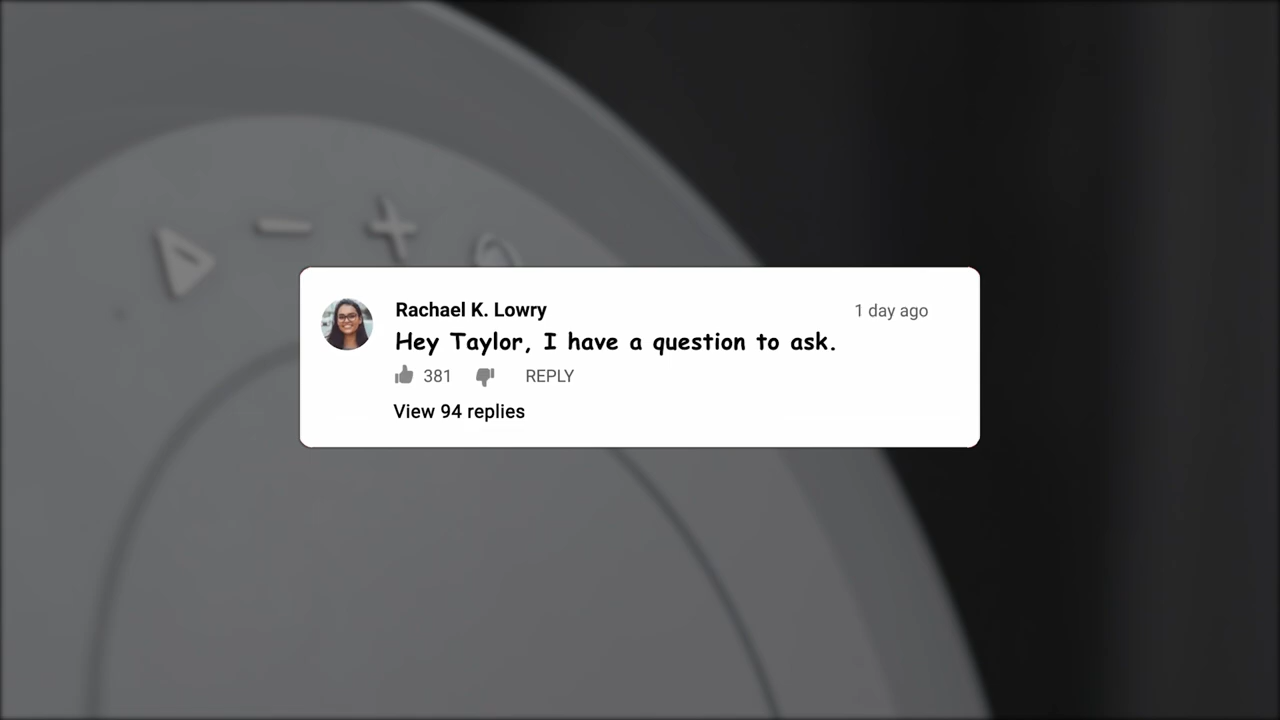 Rachael K. Lowry
1 day ago
Hey Taylor, I have a question to ask.
381
REPLY
View 94 replies